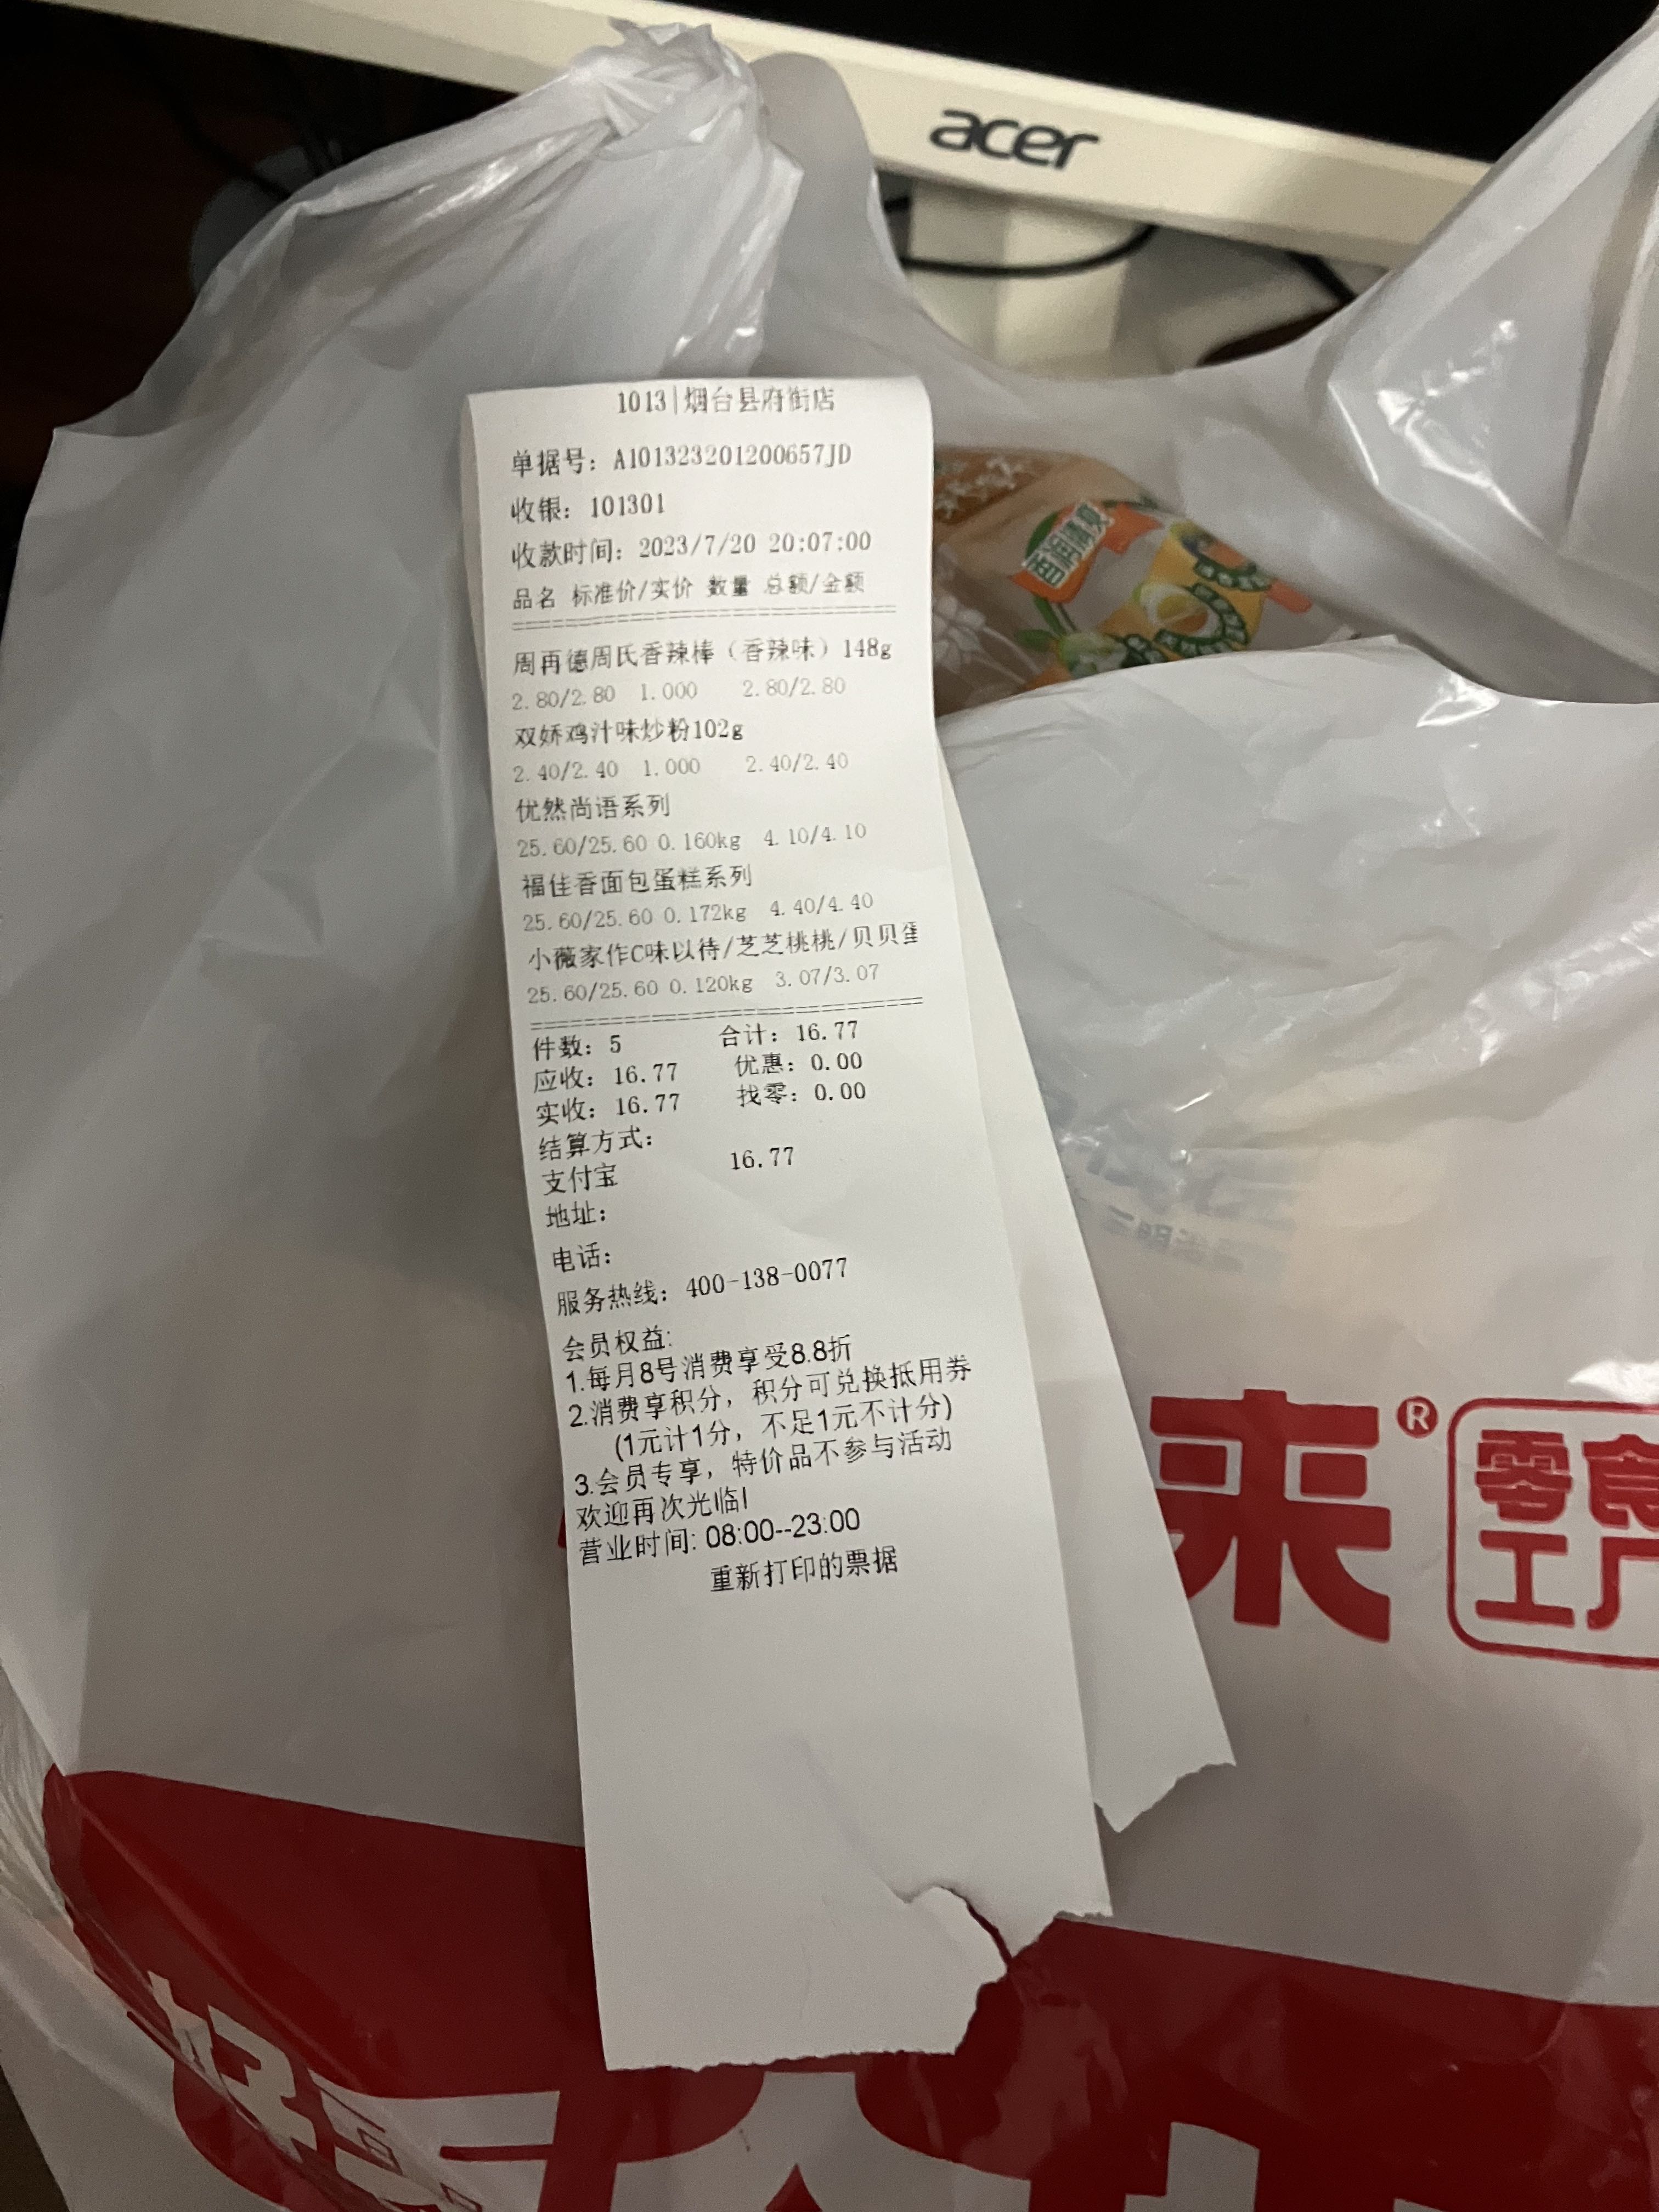 acer
1013|烟台县府街店
单据号：A101323201200657JD
收银：101301
收款时间：2023/7/20 20:07:00
品名 标准价/实价 数量 总额/金额
周再德周氏香辣棒（香辣味）148g
2.80/2.80 1.000 2.80/2.80
双娇鸡汁味炒粉102g
2.40/2.40 1.000 2.40/2.40
优然尚语系列
25.60/25.60 0.160kg 4.10/4.10
福佳香面包蛋糕系列
25.60/25.60 0.172kg 4.40/4.40
小薇家作C味以待/芝芝桃桃/贝贝蛋
25.60/25.60 0.120kg 3.07/3.07
件数：5 合计：16.77
应收：16.77 优惠：0.00
实收：16.77 找零：0.00
结算方式：
支付宝 16.77
地址：
电话：
服务热线：400-138-0077
会员权益:
1.每月8号消费享受8.8折
2.消费享积分，积分可兑换抵用券
(1元计1分，不足1元不计分)
3.会员专享，特价品不参与活动
欢迎再次光临!
营业时间: 08:00--23:00
重新打印的票据
来®
零食
工厂
好